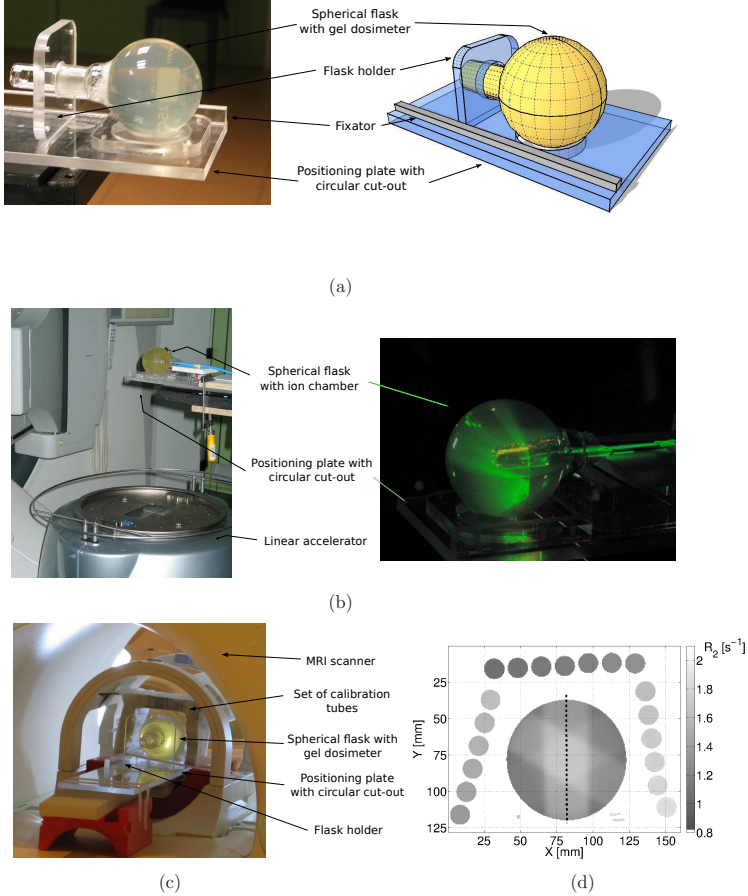 Spherical flask
with gel dosimeter
Flask holder
Fixator
Positioning plate with
circular cut-out
(a)
Spherical flask
with ion chamber
Positioning plate with
circular cut-out
Linear accelerator
(b)
MRI scanner
Set of calibration
tubes
Spherical flask with
gel dosimeter
Positioning plate
with circular cut-out
Flask holder
(c)
R2 [s-1]
2
1.8
1.6
1.4
1.2
1
0.8
Y [mm]
25
50
75
100
125
25 50 75 100 125 150
X [mm]
(d)